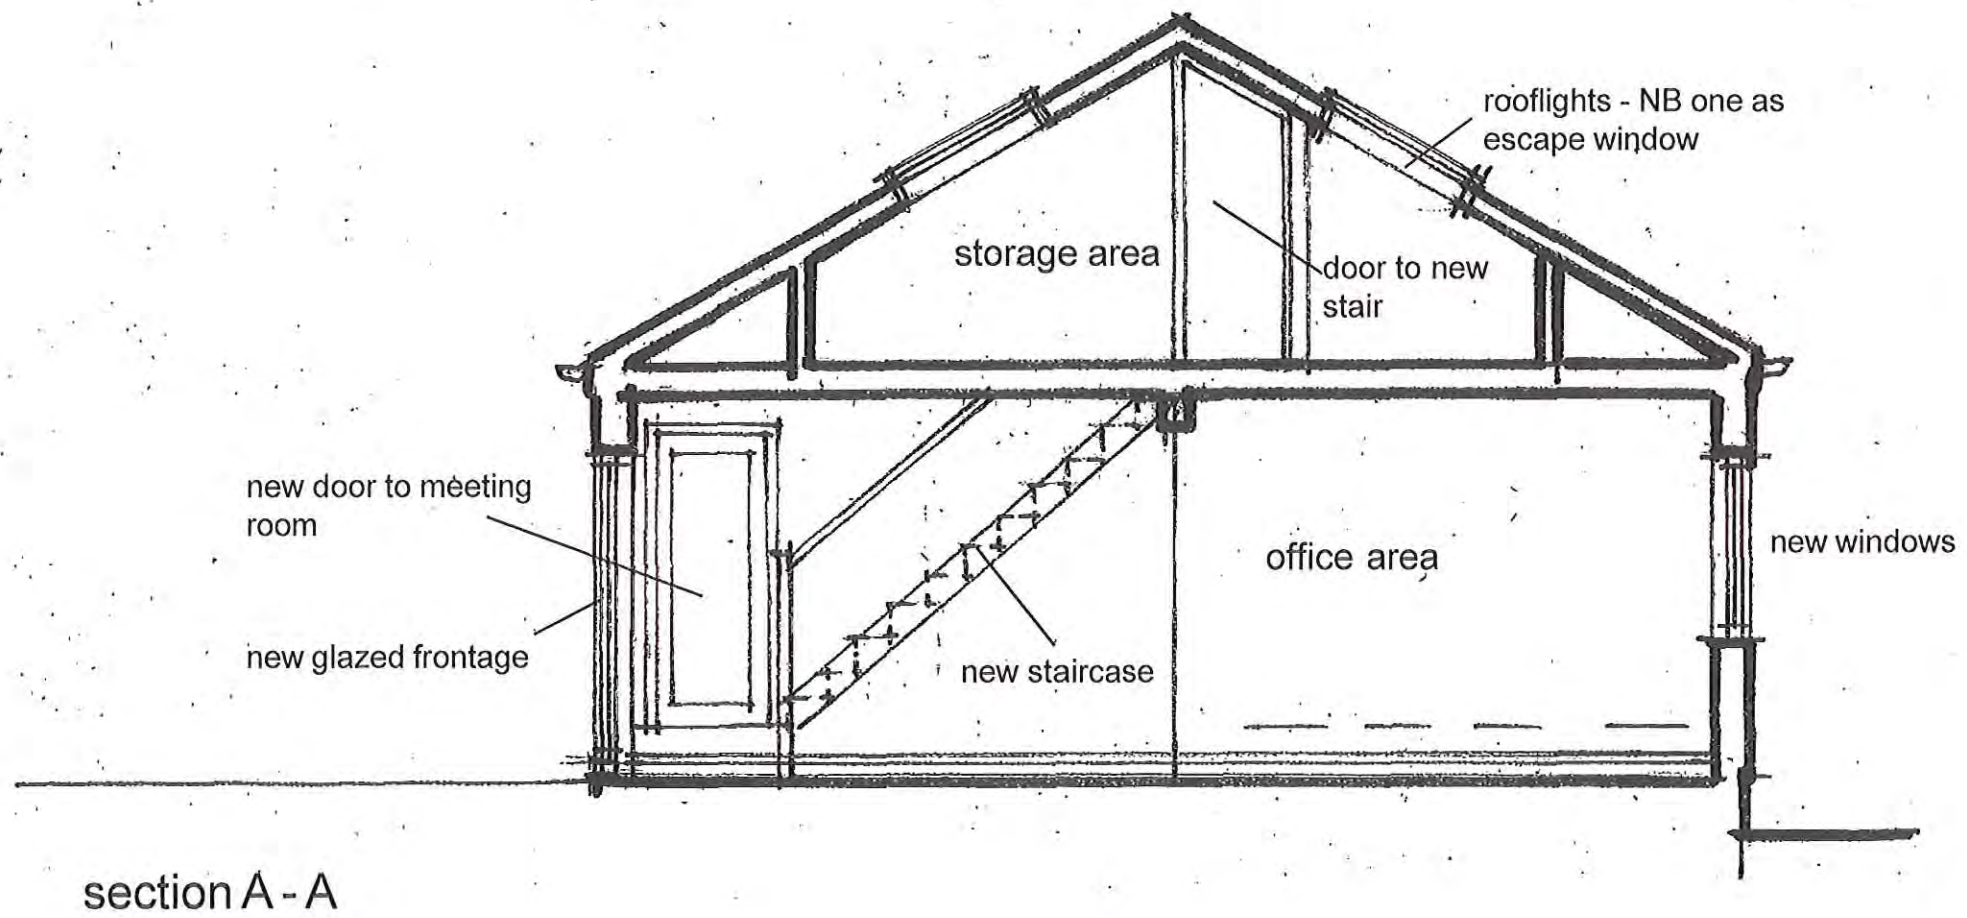 rooflights - NB one as
escape window
storage area
door to new
stair
new door to meeting
room
office area
new windows
new glazed frontage
new staircase
section A - A